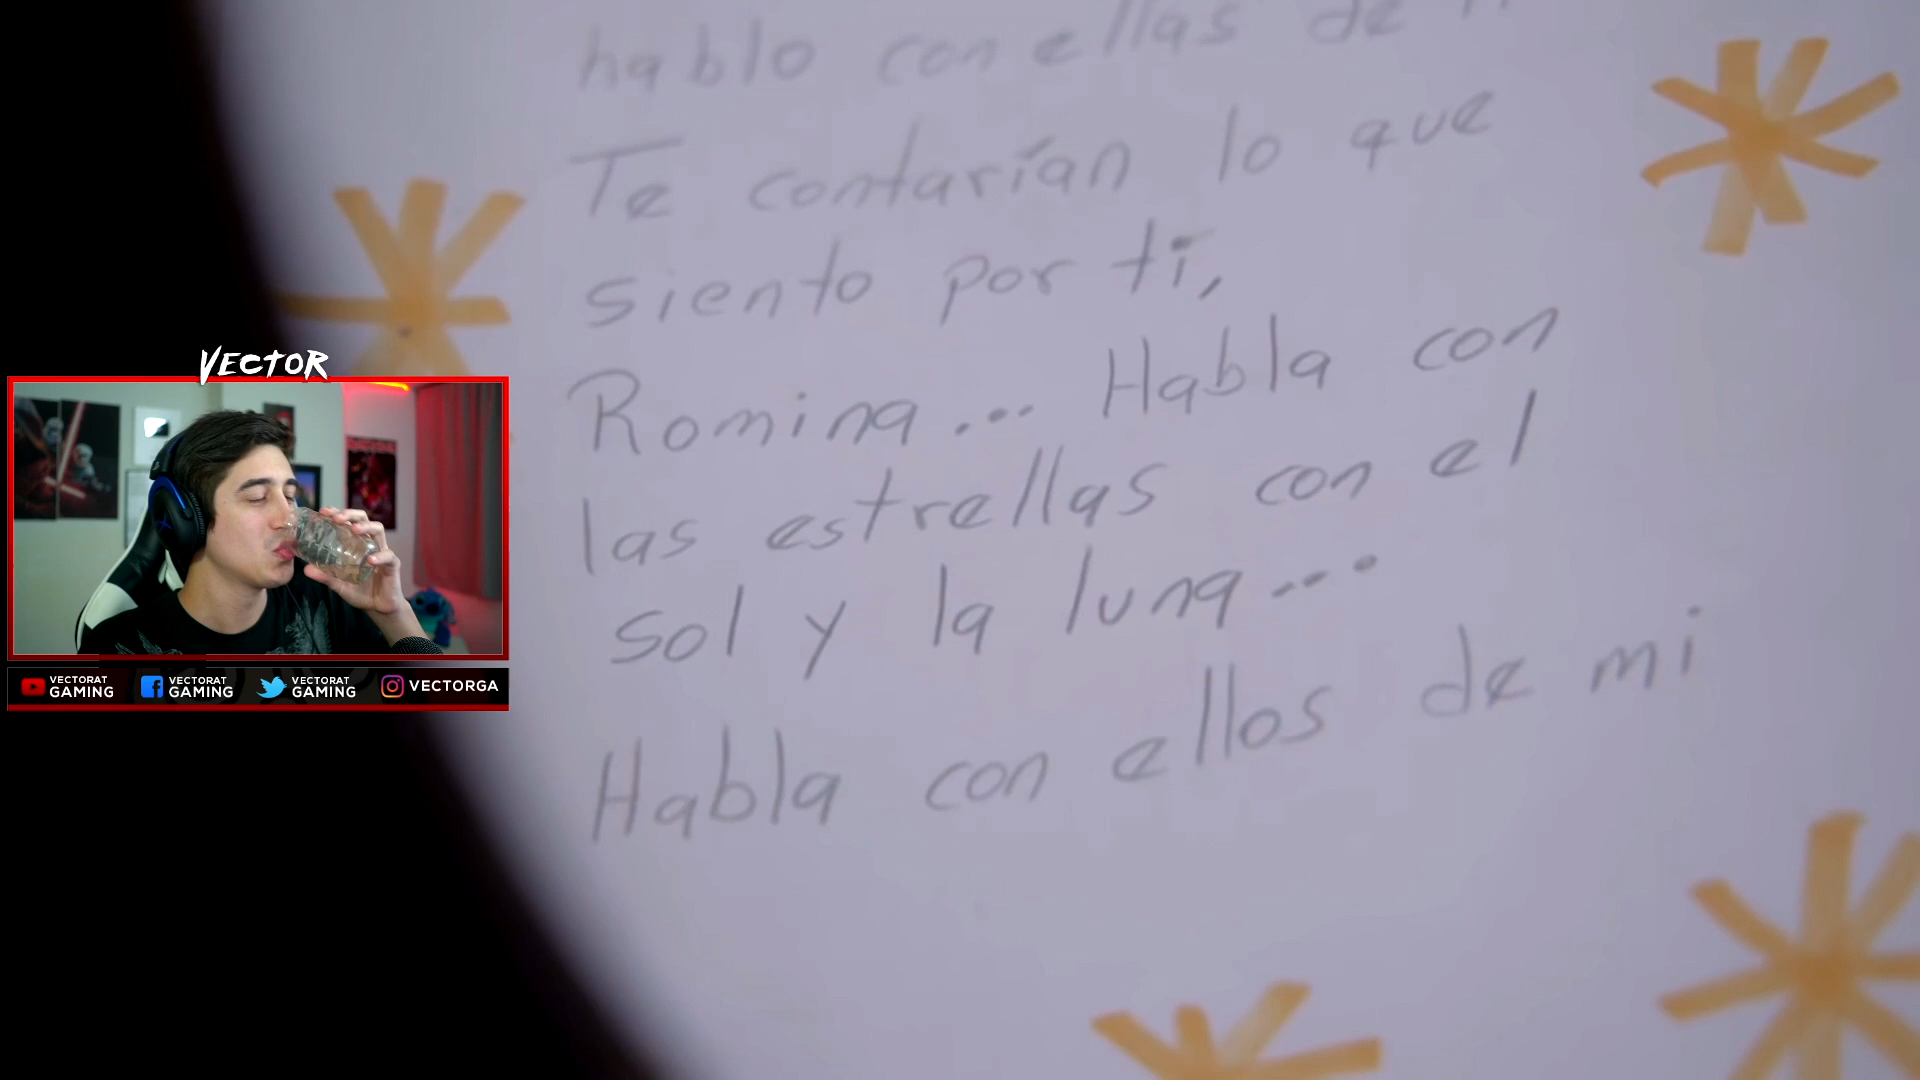 hablo con ellas de
Te contarían lo que
siento por ti,
Romina... Habla con
las estrellas con el
sol y la luna...
Habla con ellos de mi
VECTOR
VECTORAT GAMING
VECTORAT GAMING
VECTORAT GAMING
VECTORGA